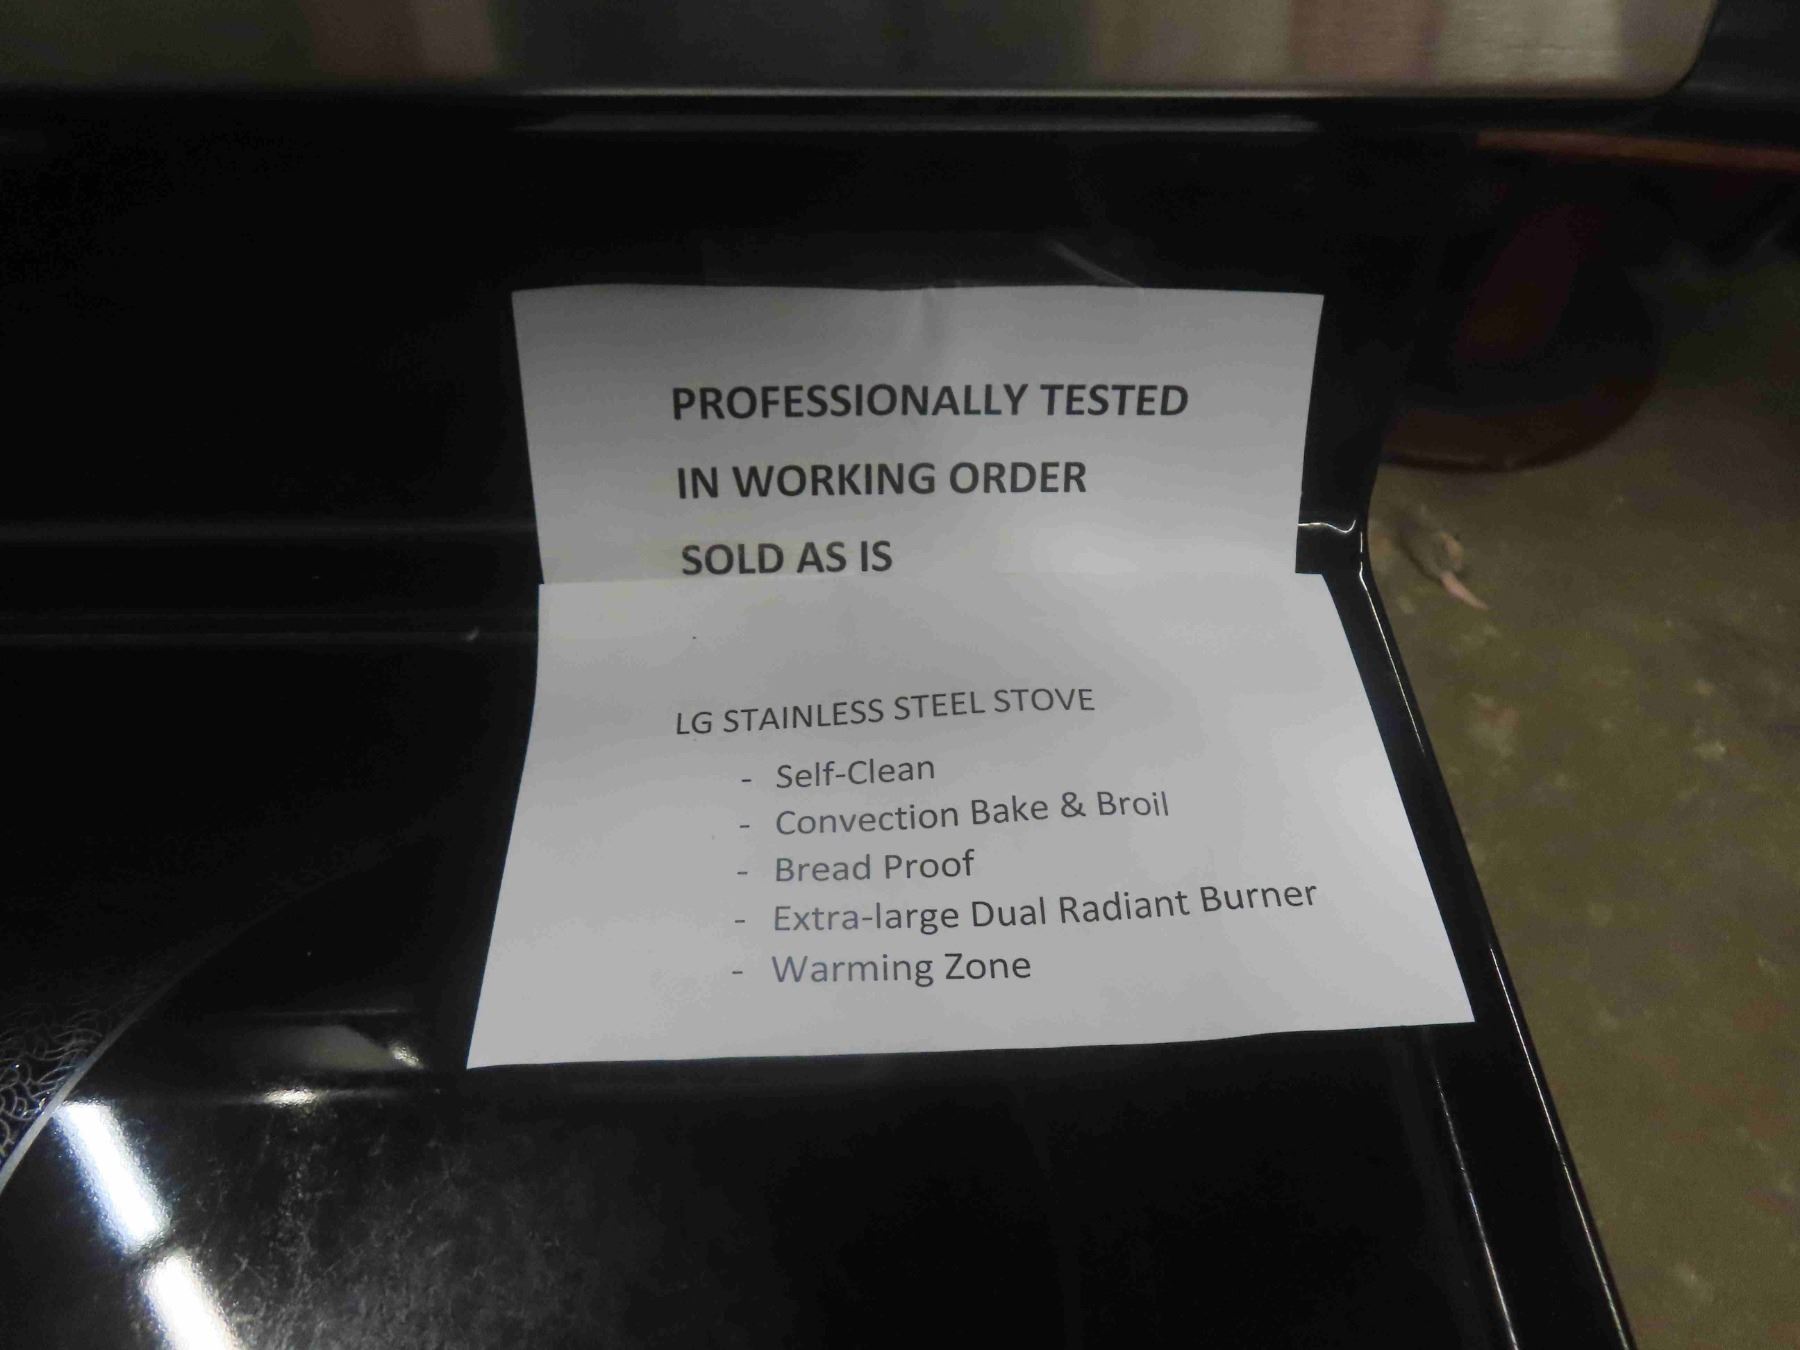 PROFESSIONALLY TESTED
IN WORKING ORDER
SOLD AS IS
LG STAINLESS STEEL STOVE
- Self-Clean
- Convection Bake & Broil
- Bread Proof
- Extra-large Dual Radiant Burner
- Warming Zone